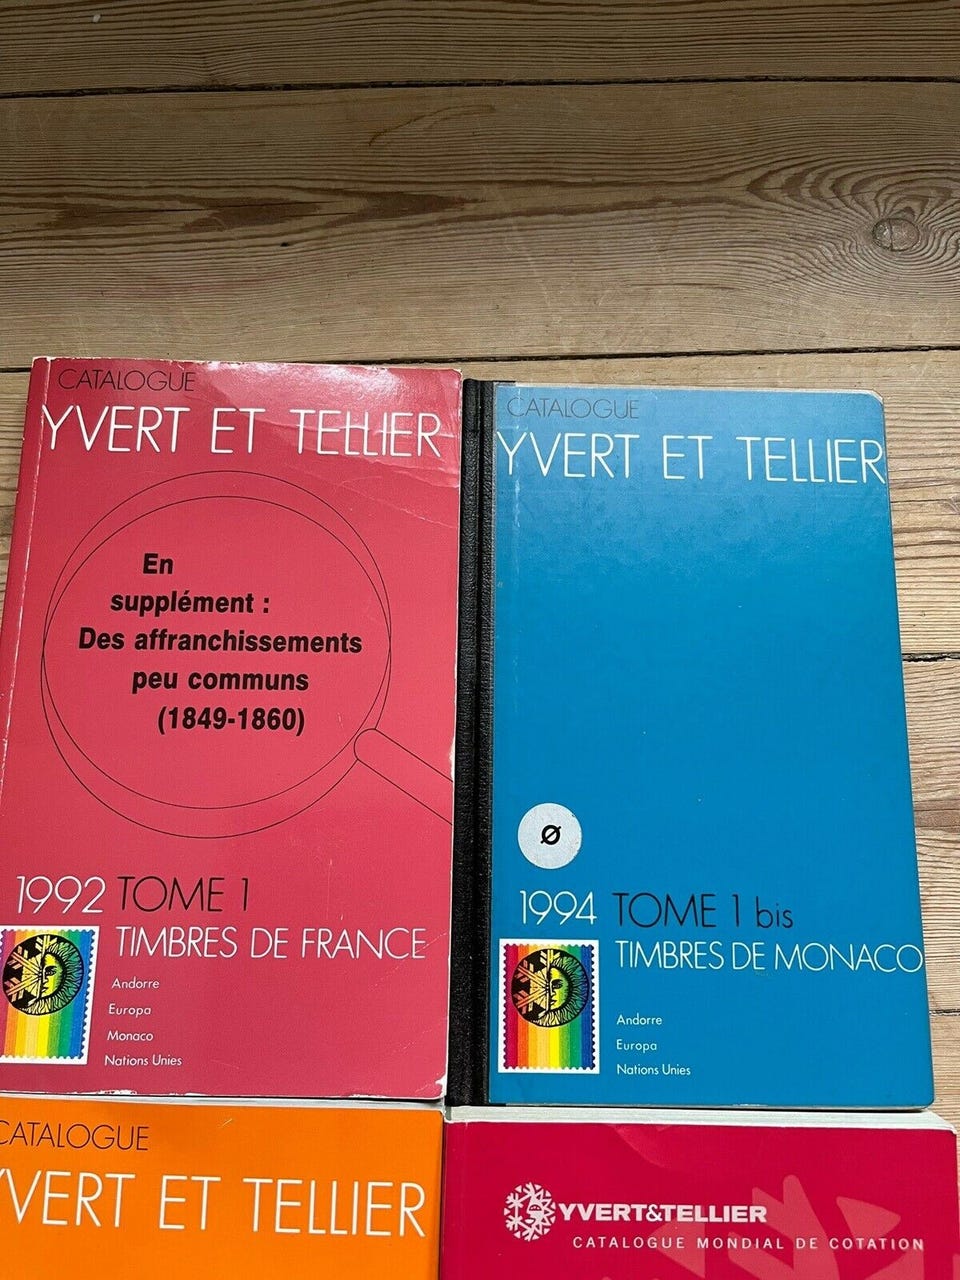 CATALOGUE
YVERT ET TELLIER
En
supplément :
Des affranchissements
peu communs
(1849-1860)
1992 TOME 1
TIMBRES DE FRANCE
Andorre
Europa
Monaco
Nations Unies
CATALOGUE
YVERT ET TELLIER
Ø
1994 TOME 1 bis
TIMBRES DE MONACO
Andorre
Europa
Nations Unies
CATALOGUE
YVERT ET TELLIER
YVERT&TELLIER
CATALOGUE MONDIAL DE COTATION